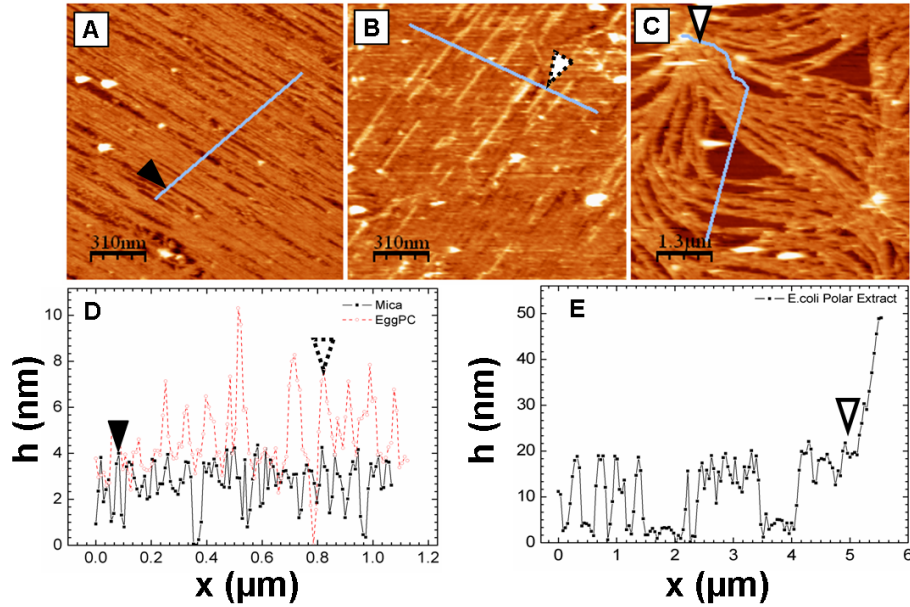 A
B
C
310nm
310nm
1.3µm
D
Mica
EggPC
10
8
6
4
2
0
h (nm)
0.0 0.2 0.4 0.6 0.8 1.0 1.2
x (µm)
E
E.coli Polar Extract
50
40
30
20
10
0
h (nm)
0 1 2 3 4 5 6
x (µm)